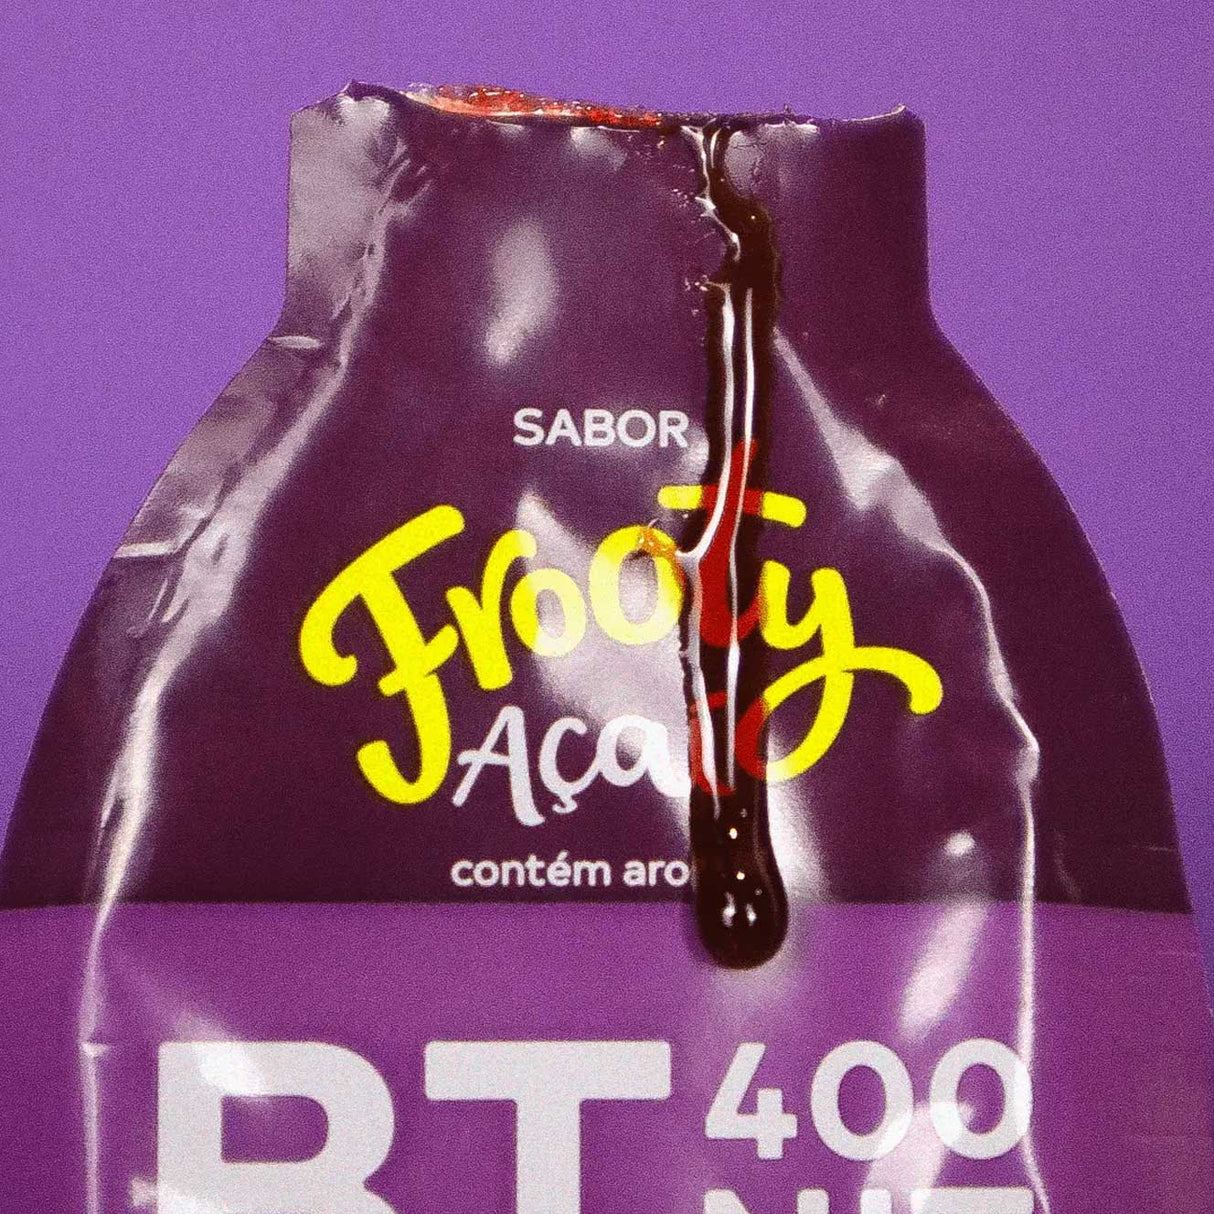 SABOR
Frooty
Açaí
contém aro
BT 400